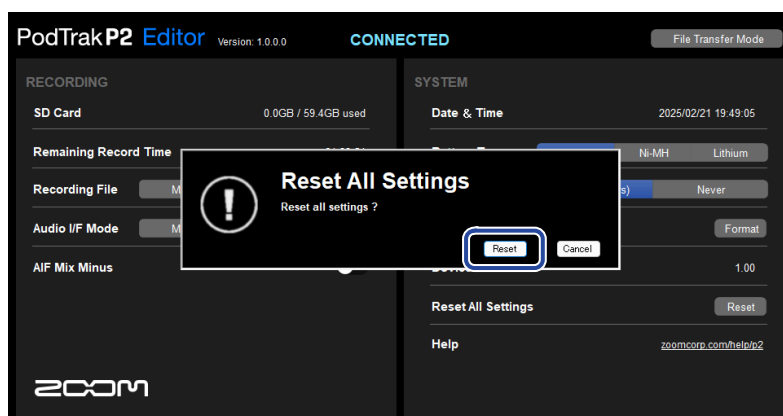 PodTrak P2 Editor Version: 1.0.0.0 CONNECTED File Transfer Mode
RECORDING
SD Card 0.0GB / 59.4GB used
Remaining Record Time
Recording File M
Audio I/F Mode M
AIF Mix Minus
ZOOM
SYSTEM
Date & Time 2025/02/21 19:49:05
Ni-MH Lithium
s) Never
Format
1.00
Reset All Settings Reset
Help zoomcorp.com/help/p2
Reset All Settings
Reset all settings ?
Reset Cancel